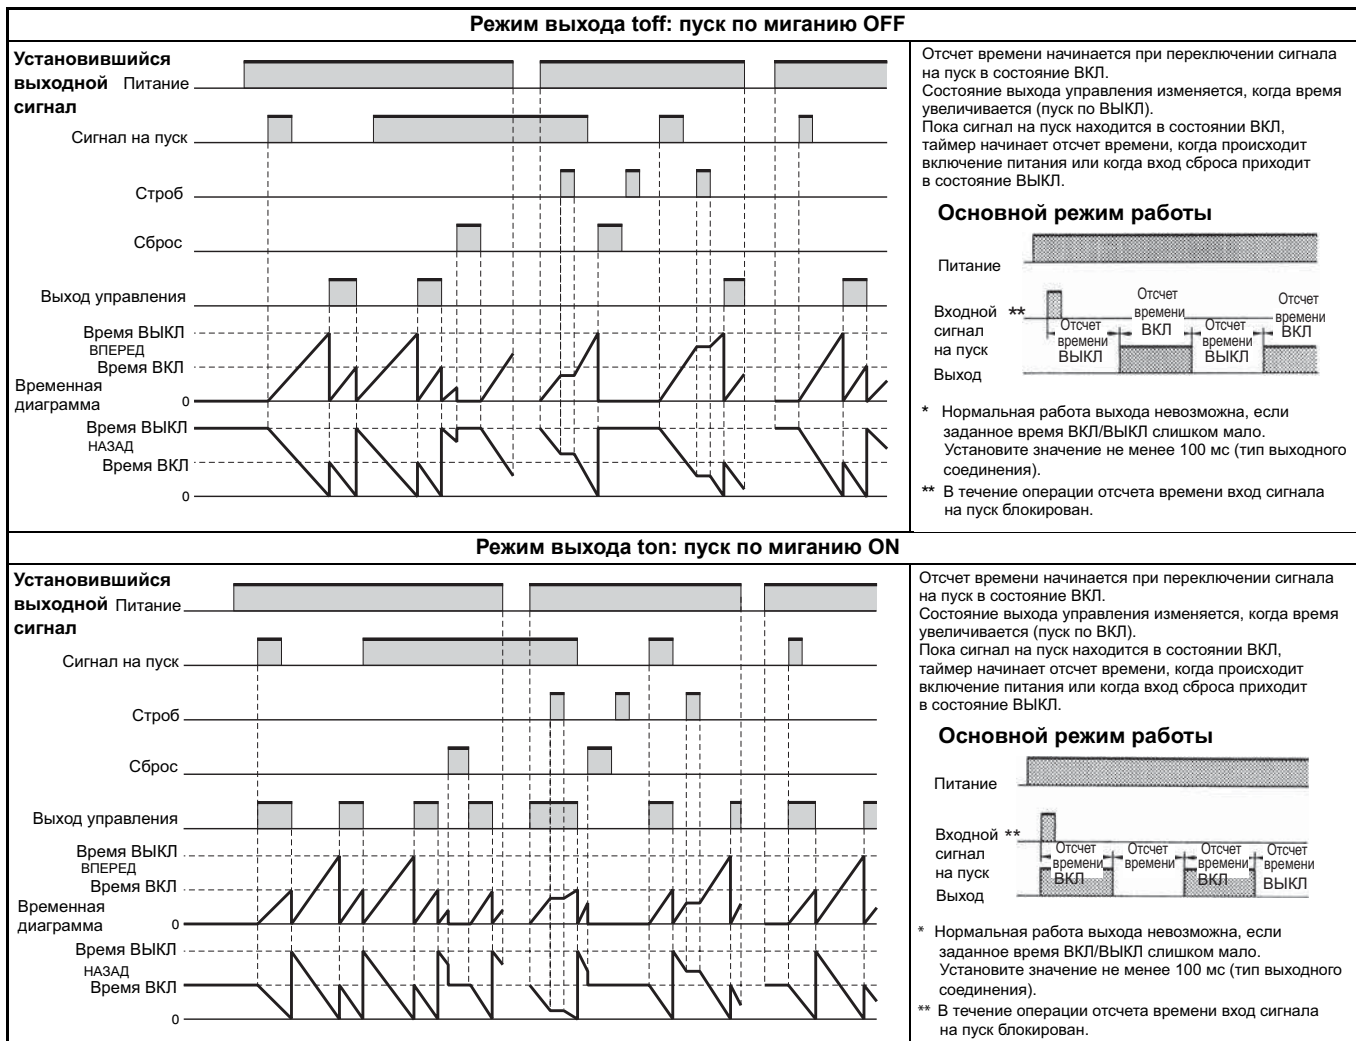 Режим выхода toff: пуск по миганию OFF
Установившийся
выходной Питание
сигнал
Сигнал на пуск
Строб
Сброс
Выход управления
Время ВЫКЛ
ВПЕРЕД
Время ВКЛ
Временная
диаграмма
0
Время ВЫКЛ
НАЗАД
Время ВКЛ
0
Отсчет времени начинается при переключении сигнала
на пуск в состояние ВКЛ.
Состояние выхода управления изменяется, когда время
увеличивается (пуск по ВЫКЛ).
Пока сигнал на пуск находится в состоянии ВКЛ,
таймер начинает отсчет времени, когда происходит
включение питания или когда вход сброса приходит
в состояние ВЫКЛ.
Основной режим работы
Питание
Входной **
сигнал
на пуск
Выход
Отсчет
времени
ВЫКЛ
Отсчет
времени
ВКЛ
Отсчет
времени
ВЫКЛ
Отсчет
времени
ВКЛ
* Нормальная работа выхода невозможна, если
заданное время ВКЛ/ВЫКЛ слишком мало.
Установите значение не менее 100 мс (тип выходного
соединения).
** В течение операции отсчета времени вход сигнала
на пуск блокирован.
Режим выхода ton: пуск по миганию ON
Установившийся
выходной Питание
сигнал
Сигнал на пуск
Строб
Сброс
Выход управления
Время ВЫКЛ
ВПЕРЕД
Время ВКЛ
Временная
диаграмма
0
Время ВЫКЛ
НАЗАД
Время ВКЛ
0
Отсчет времени начинается при переключении сигнала
на пуск в состояние ВКЛ.
Состояние выхода управления изменяется, когда время
увеличивается (пуск по ВКЛ).
Пока сигнал на пуск находится в состоянии ВКЛ,
таймер начинает отсчет времени, когда происходит
включение питания или когда вход сброса приходит
в состояние ВЫКЛ.
Основной режим работы
Питание
Входной **
сигнал
на пуск
Выход
Отсчет
времени
ВКЛ
Отсчет
времени
Отсчет
времени
ВКЛ
Отсчет
времени
ВЫКЛ
* Нормальная работа выхода невозможна, если
заданное время ВКЛ/ВЫКЛ слишком мало.
Установите значение не менее 100 мс (тип выходного
соединения).
** В течение операции отсчета времени вход сигнала
на пуск блокирован.